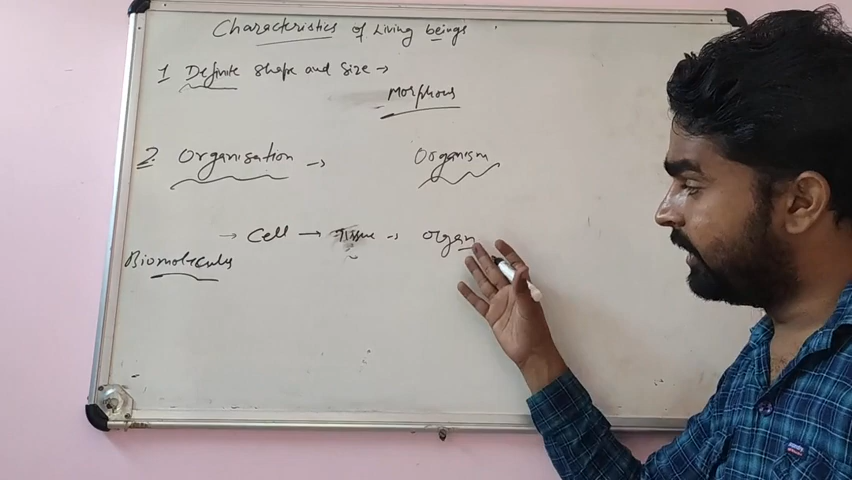 Characteristics of Living beings
1 Definite shape and size →
Morphous
2. Organisation → Organism
→ Cell → Tissue → organ
Biomolecules